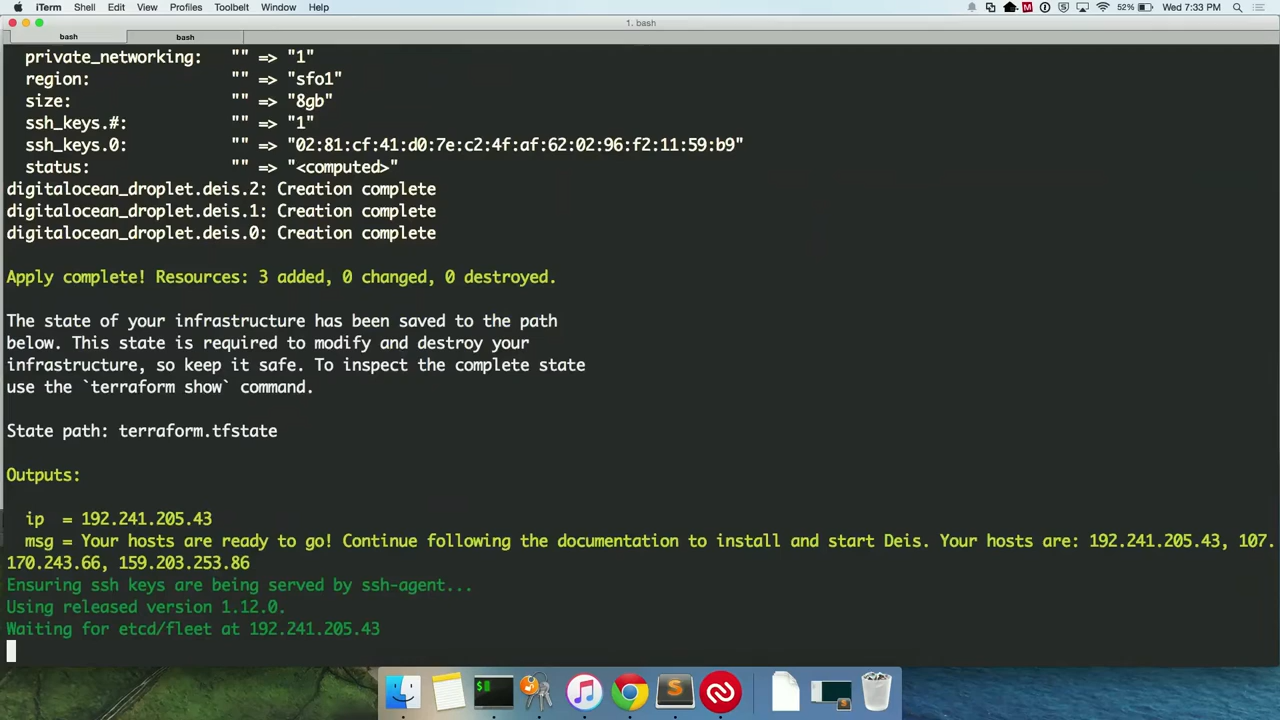 iTerm Shell Edit View Profiles Toolbelt Window Help 52% Wed 7:33 PM
1. bash
bash bash
private_networking: "" => "1"
region: "" => "sfo1"
size: "" => "8gb"
ssh_keys.#: "" => "1"
ssh_keys.0: "" => "02:81:cf:41:d0:7e:c2:4f:af:62:02:96:f2:11:59:b9"
status: "" => "<computed>"
digitalocean_droplet.deis.2: Creation complete
digitalocean_droplet.deis.1: Creation complete
digitalocean_droplet.deis.0: Creation complete
Apply complete! Resources: 3 added, 0 changed, 0 destroyed.
The state of your infrastructure has been saved to the path
below. This state is required to modify and destroy your
infrastructure, so keep it safe. To inspect the complete state
use the `terraform show` command.
State path: terraform.tfstate
Outputs:
ip = 192.241.205.43
msg = Your hosts are ready to go! Continue following the documentation to install and start Deis. Your hosts are: 192.241.205.43, 107.
170.243.66, 159.203.253.86
Ensuring ssh keys are being served by ssh-agent...
Using released version 1.12.0.
Waiting for etcd/fleet at 192.241.205.43